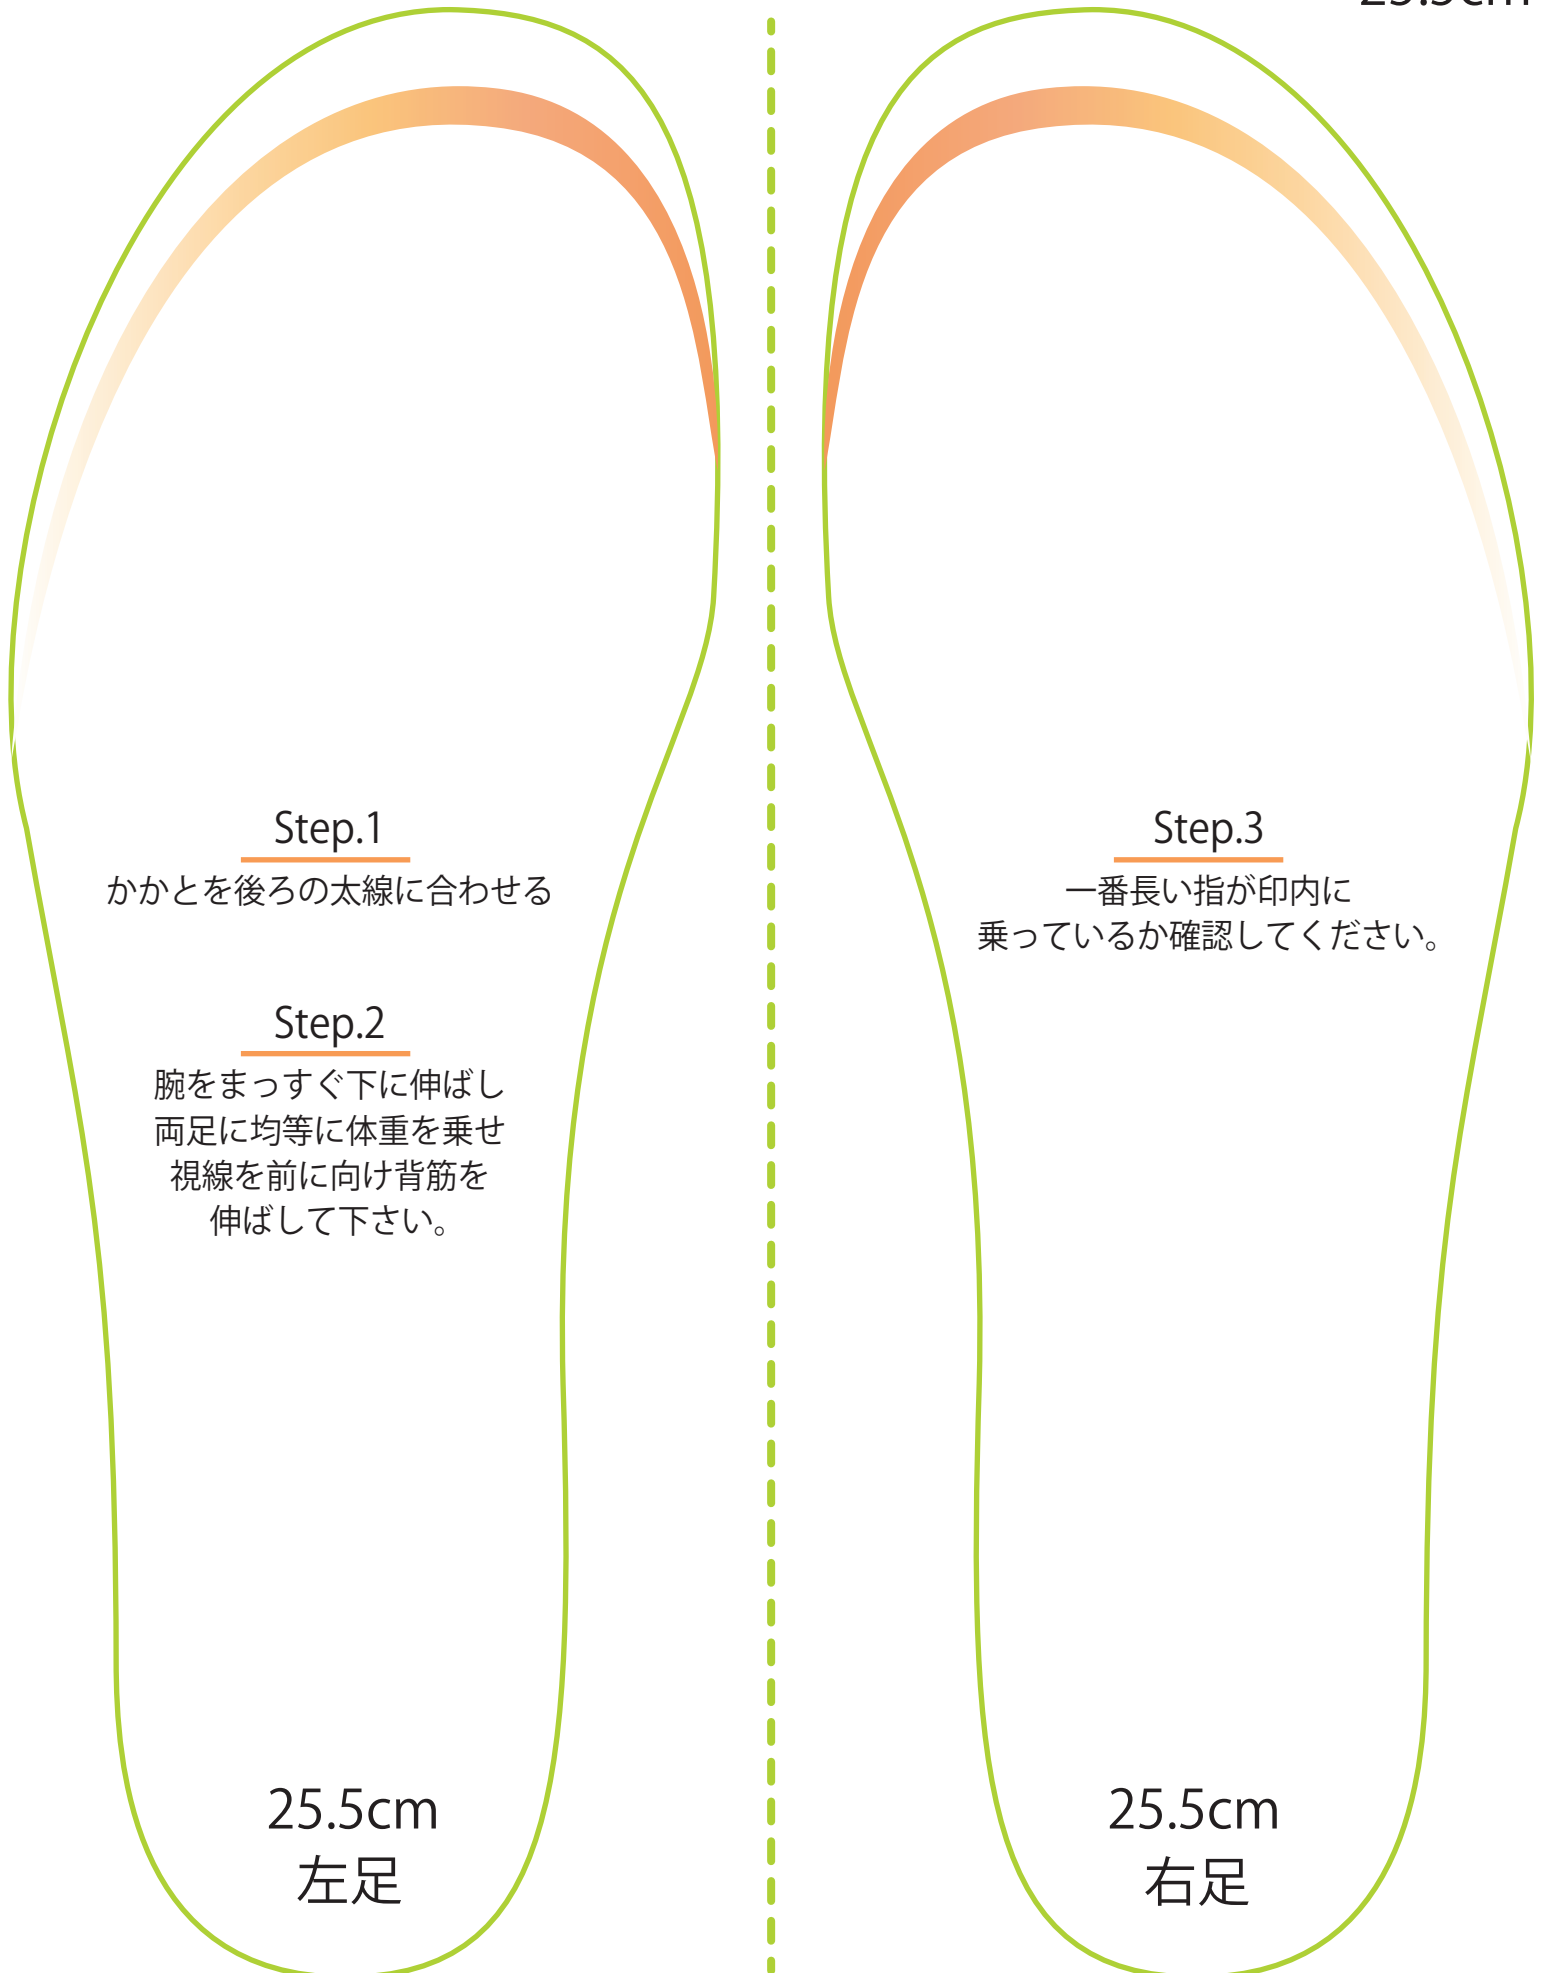 Step.1
かかとを後ろの太線に合わせる
Step.2
腕をまっすぐ下に伸ばし
両足に均等に体重を乗せ
視線を前に向け背筋を
伸ばして下さい。
25.5cm
左足
Step.3
一番長い指が印内に
乗っているか確認してください。
25.5cm
右足